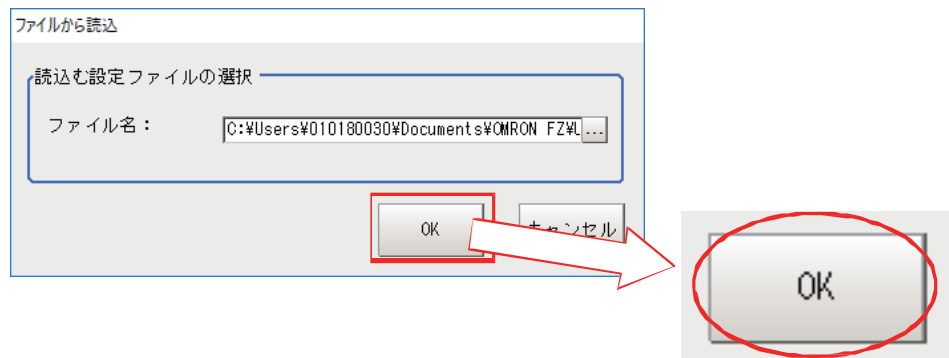 ファイルから読込
読込む設定ファイルの選択
ファイル名：
C:¥Users¥010180030¥Documents¥OMRON FZ¥U ...
OK
キャンセル
OK